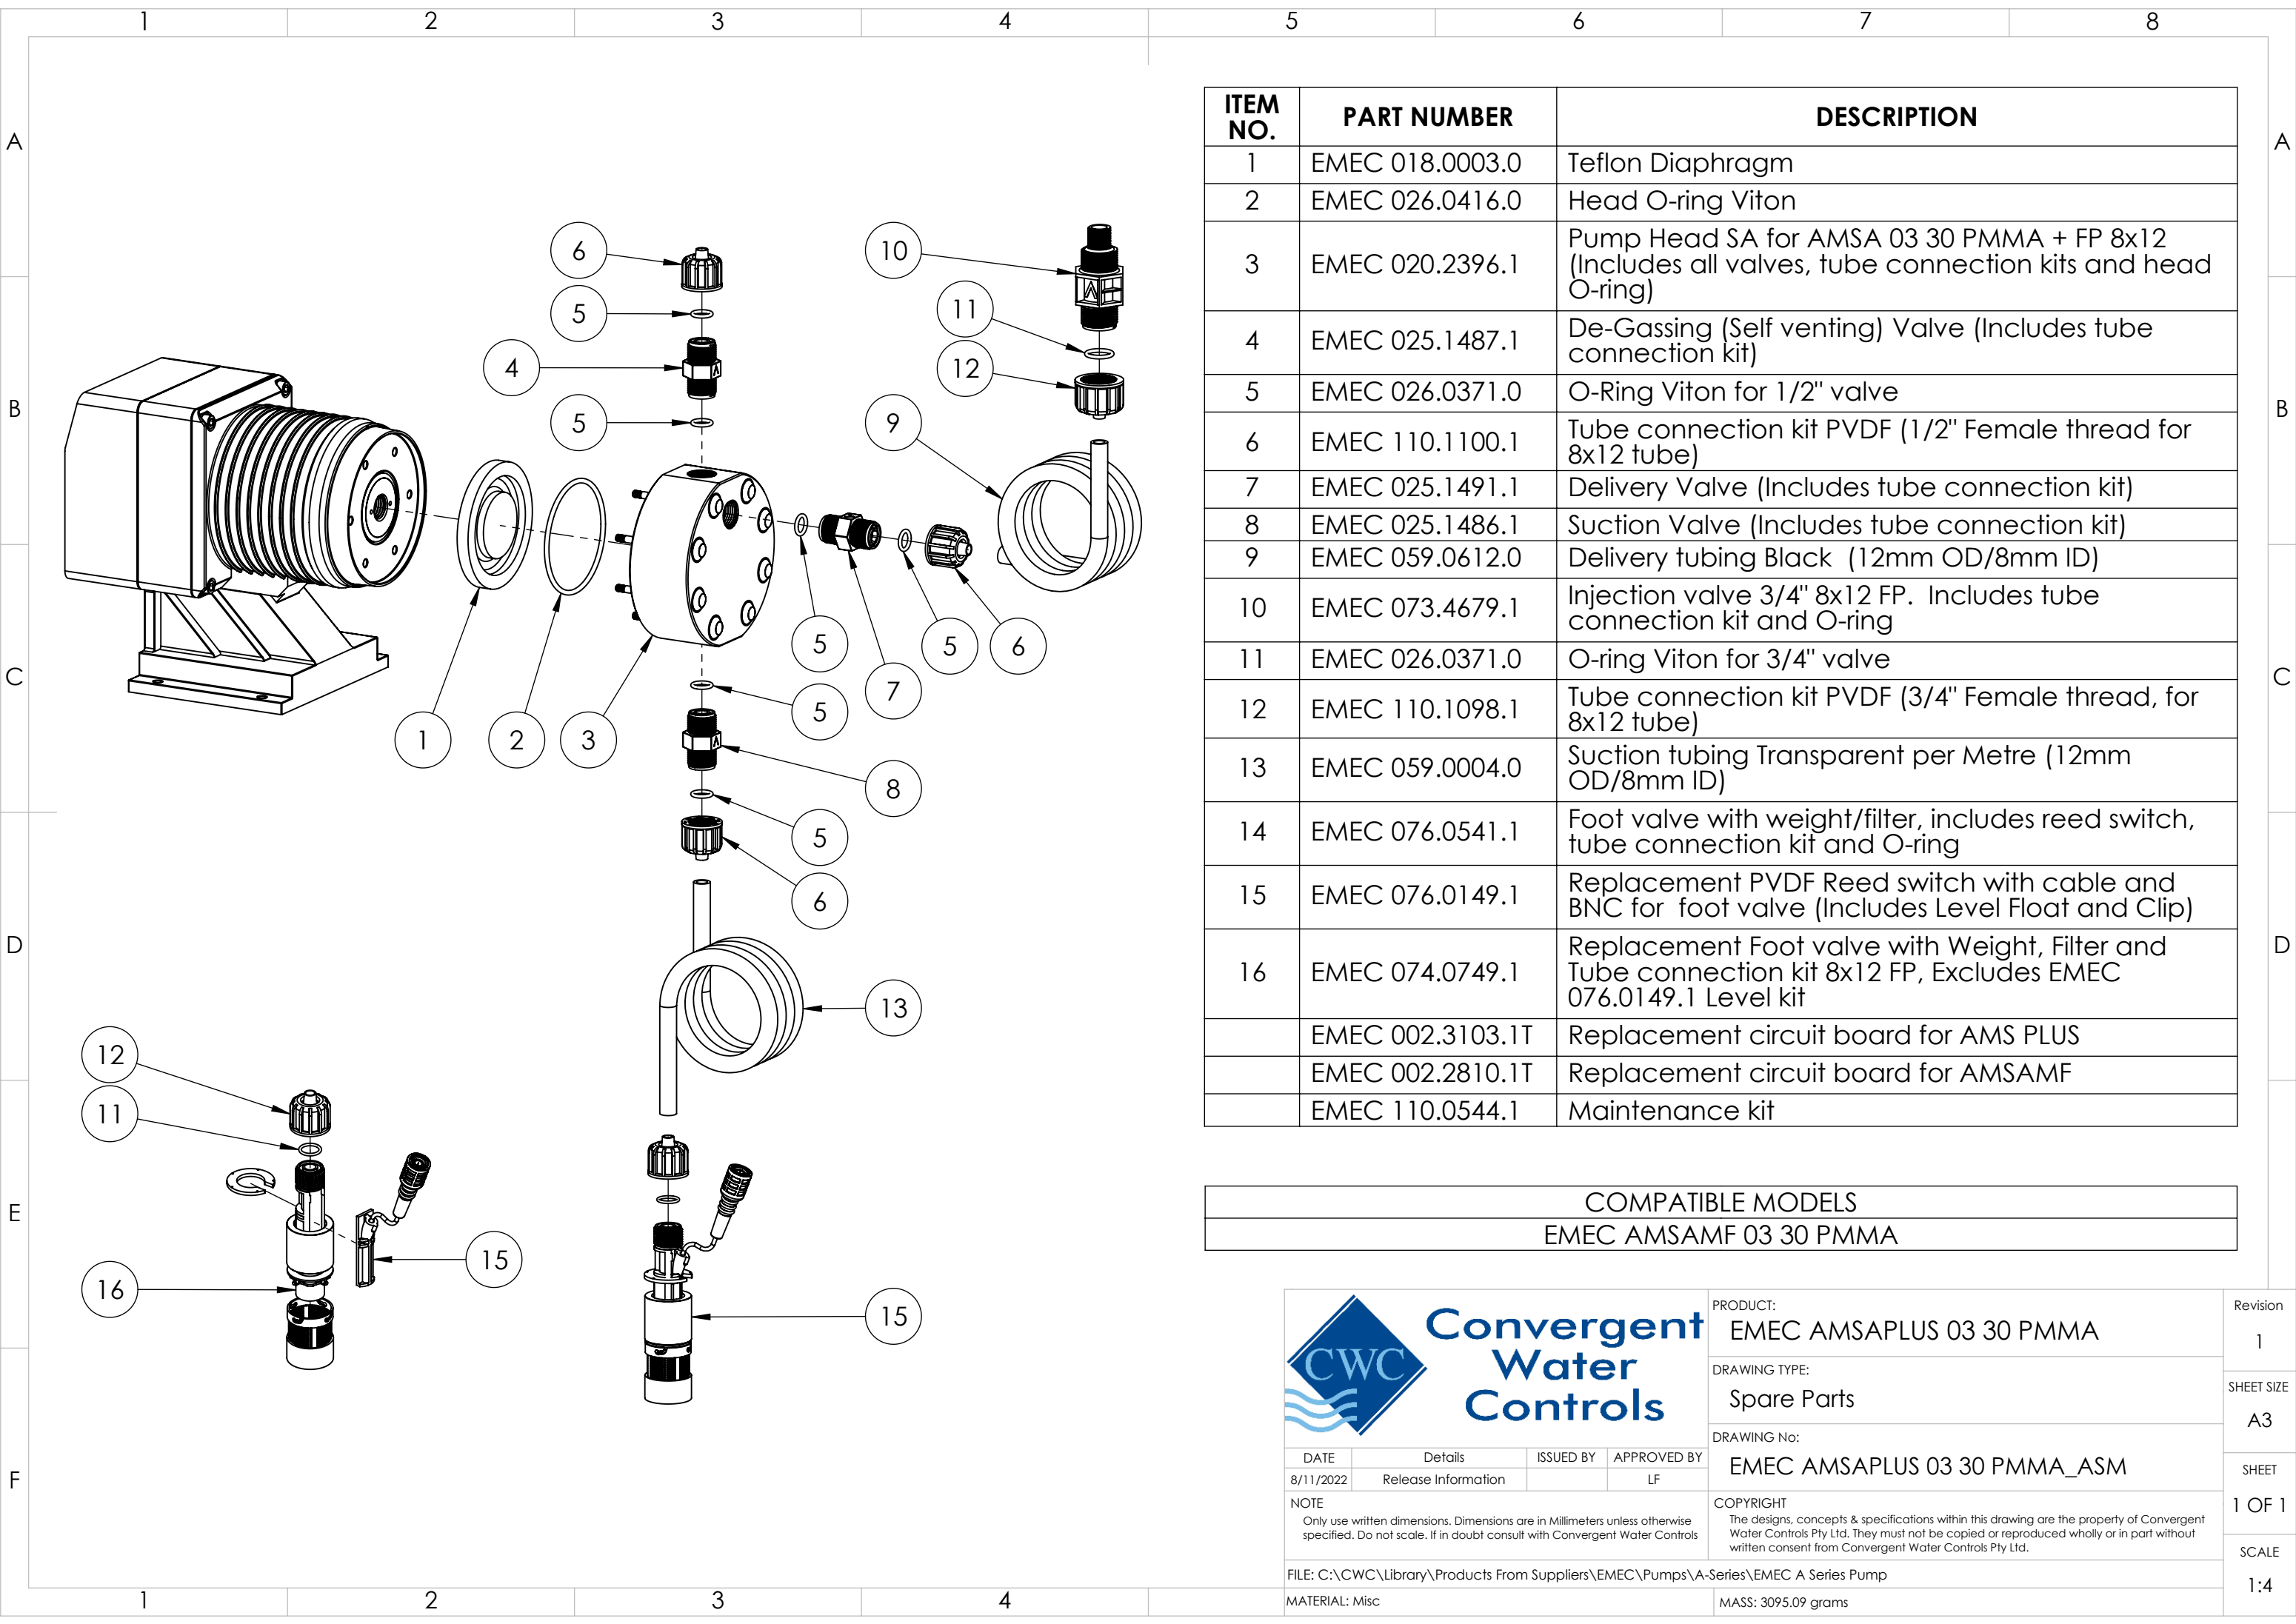 1 2 3 4 5 6 7 8
A A
B B
C C
D D
E E
F
1 2 3 4
6
5
4
5
10
11
12
9
5
5
6
7
1
2
3
5
8
5
6
13
12
11
15
16
15
ITEM NO. PART NUMBER DESCRIPTION
1 EMEC 018.0003.0 Teflon Diaphragm
2 EMEC 026.0416.0 Head O-ring Viton
3 EMEC 020.2396.1 Pump Head SA for AMSA 03 30 PMMA + FP 8x12
(Includes all valves, tube connection kits and head
O-ring)
4 EMEC 025.1487.1 De-Gassing (Self venting) Valve (Includes tube
connection kit)
5 EMEC 026.0371.0 O-Ring Viton for 1/2" valve
6 EMEC 110.1100.1 Tube connection kit PVDF (1/2" Female thread for
8x12 tube)
7 EMEC 025.1491.1 Delivery Valve (Includes tube connection kit)
8 EMEC 025.1486.1 Suction Valve (Includes tube connection kit)
9 EMEC 059.0612.0 Delivery tubing Black (12mm OD/8mm ID)
10 EMEC 073.4679.1 Injection valve 3/4" 8x12 FP. Includes tube
connection kit and O-ring
11 EMEC 026.0371.0 O-ring Viton for 3/4" valve
12 EMEC 110.1098.1 Tube connection kit PVDF (3/4" Female thread, for
8x12 tube)
13 EMEC 059.0004.0 Suction tubing Transparent per Metre (12mm
OD/8mm ID)
14 EMEC 076.0541.1 Foot valve with weight/filter, includes reed switch,
tube connection kit and O-ring
15 EMEC 076.0149.1 Replacement PVDF Reed switch with cable and
BNC for foot valve (Includes Level Float and Clip)
16 EMEC 074.0749.1 Replacement Foot valve with Weight, Filter and
Tube connection kit 8x12 FP, Excludes EMEC
076.0149.1 Level kit
EMEC 002.3103.1T Replacement circuit board for AMS PLUS
EMEC 002.2810.1T Replacement circuit board for AMSAMF
EMEC 110.0544.1 Maintenance kit
COMPATIBLE MODELS
EMEC AMSAMF 03 30 PMMA
CWC
Convergent
Water
Controls
DATE Details ISSUED BY APPROVED BY
8/11/2022 Release Information LF
NOTE
Only use written dimensions. Dimensions are in Millimeters unless otherwise
specified. Do not scale. If in doubt consult with Convergent Water Controls
PRODUCT:
EMEC AMSAPLUS 03 30 PMMA
DRAWING TYPE:
Spare Parts
DRAWING No:
EMEC AMSAPLUS 03 30 PMMA_ASM
COPYRIGHT
The designs, concepts & specifications within this drawing are the property of Convergent
Water Controls Pty Ltd. They must not be copied or reproduced wholly or in part without
written consent from Convergent Water Controls Pty Ltd.
Revision
1
SHEET SIZE
A3
SHEET
1 OF 1
SCALE
1:4
FILE: C:\CWC\Library\Products From Suppliers\EMEC\Pumps\A-Series\EMEC A Series Pump
MATERIAL: Misc MASS: 3095.09 grams